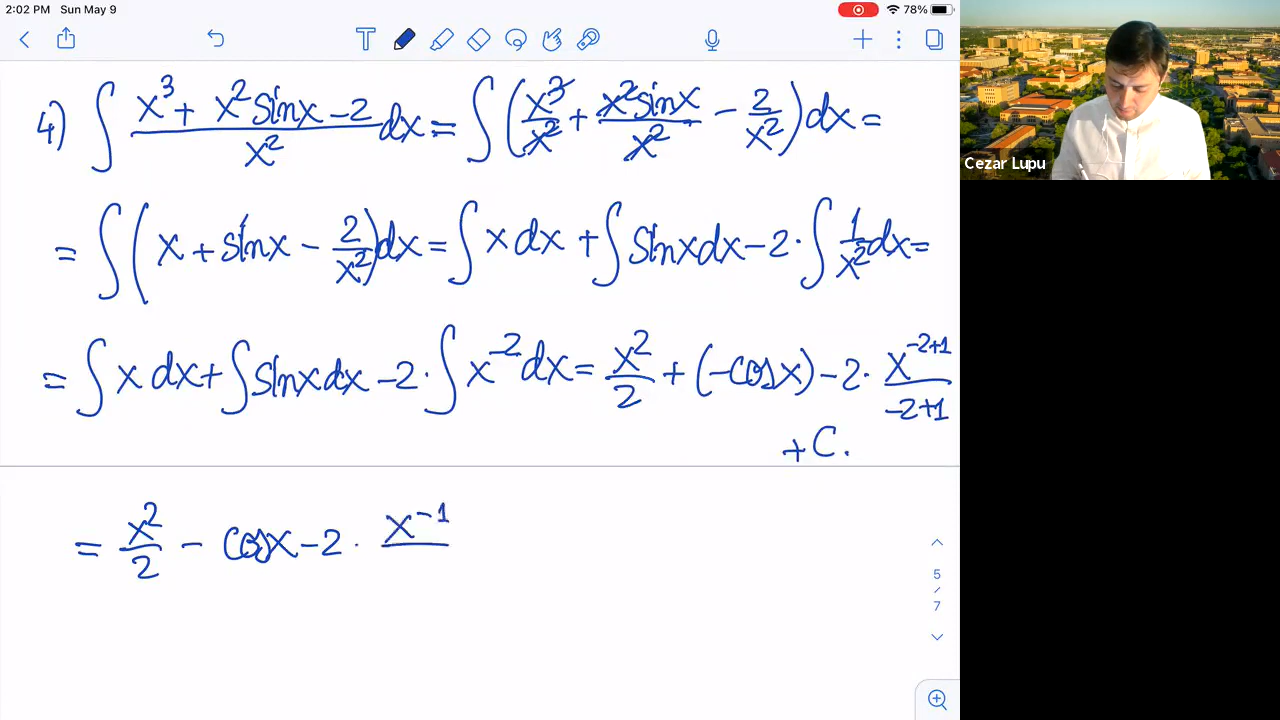 2:02 PM Sun May 9
78%
Cezar Lupu
4) ∫ (x³ + x² sin x − 2)/x² dx = ∫ (x³/x² + x² sin x/x² − 2/x²) dx =
= ∫ (x + sin x − 2/x²) dx = ∫ x dx + ∫ sin x dx − 2 · ∫ 1/x² dx =
= ∫ x dx + ∫ sin x dx − 2 · ∫ x⁻² dx = x²/2 + (−cos x) − 2 · x⁻²⁺¹/−2+1
+ C.
= x²/2 − cos x − 2 · x⁻¹/
5
/
7